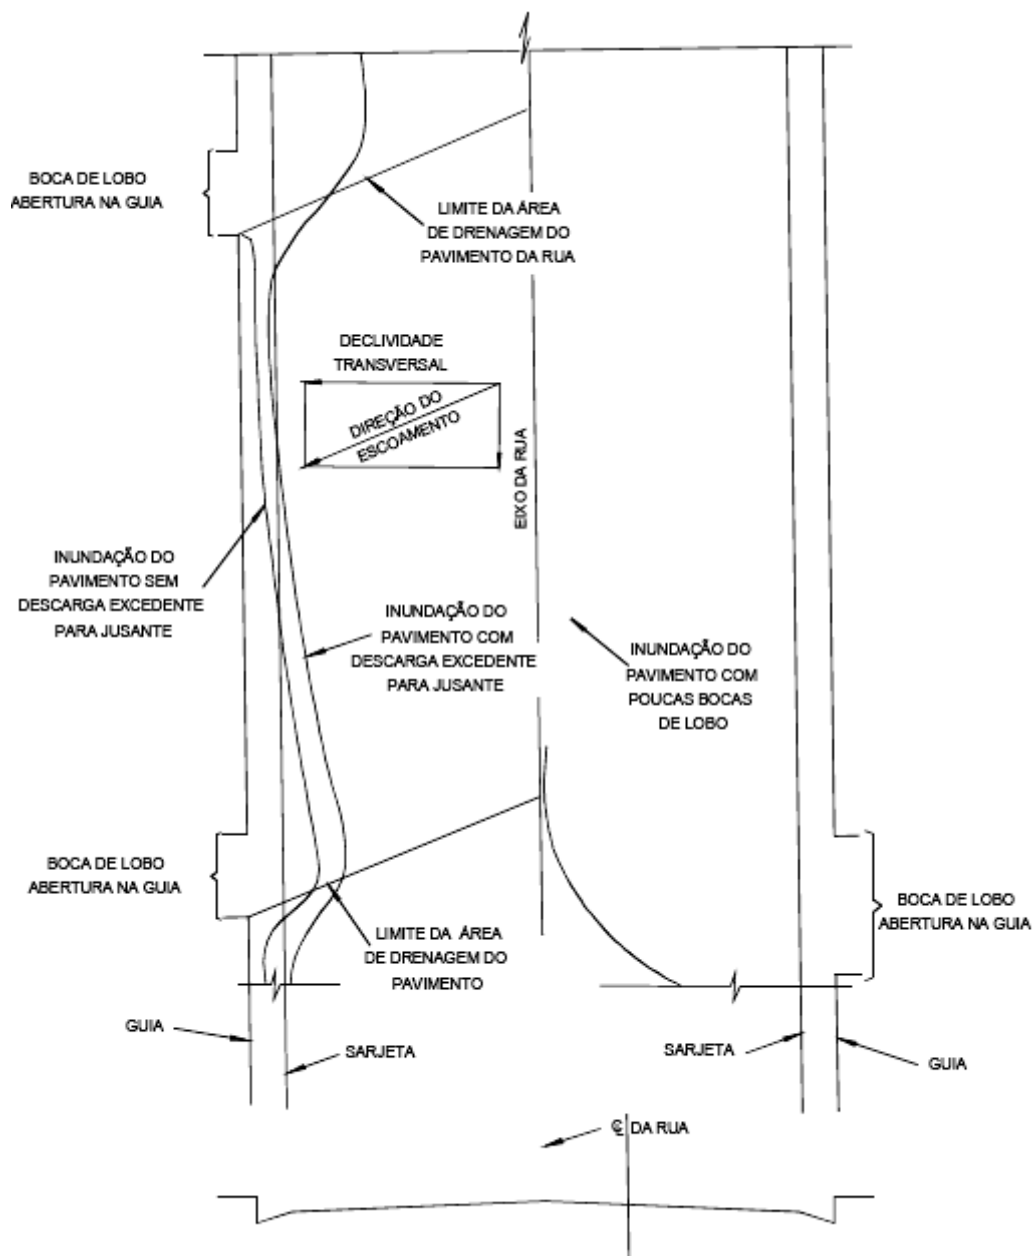 BOCA DE LOBO
ABERTURA NA GUIA
LIMITE DA ÁREA
DE DRENAGEM DO
PAVIMENTO DA RUA
DECLIVIDADE
TRANSVERSAL
DIREÇÃO DO
ESCOAMENTO
EIXO DA RUA
INUNDAÇÃO DO
PAVIMENTO SEM
DESCARGA EXCEDENTE
PARA JUSANTE
INUNDAÇÃO DO
PAVIMENTO COM
DESCARGA EXCEDENTE
PARA JUSANTE
INUNDAÇÃO DO
PAVIMENTO COM
POUCAS BOCAS
DE LOBO
BOCA DE LOBO
ABERTURA NA GUIA
BOCA DE LOBO
ABERTURA NA GUIA
LIMITE DA ÁREA
DE DRENAGEM DO
PAVIMENTO
GUIA
SARJETA
SARJETA
GUIA
℄ DA RUA